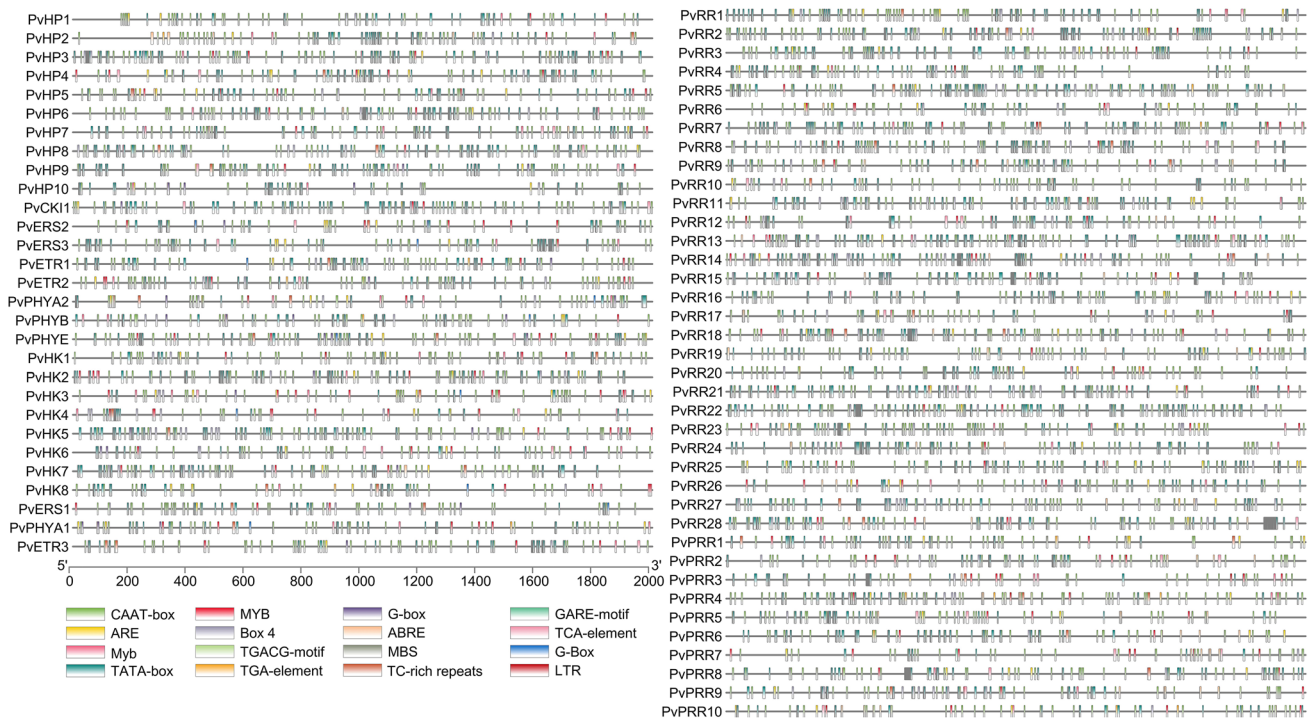 PvHP1
PvHP2
PvHP3
PvHP4
PvHP5
PvHP6
PvHP7
PvHP8
PvHP9
PvHP10
PvCKI1
PvERS2
PvERS3
PvETR1
PvETR2
PvPHYA2
PvPHYB
PvPHYE
PvHK1
PvHK2
PvHK3
PvHK4
PvHK5
PvHK6
PvHK7
PvHK8
PvERS1
PvPHYA1
PvETR3
5' 3'
0 200 400 600 800 1000 1200 1400 1600 1800 2000
CAAT-box MYB G-box GARE-motif
ARE Box 4 ABRE TCA-element
Myb TGACG-motif MBS G-Box
TATA-box TGA-element TC-rich repeats LTR
PvRR1
PvRR2
PvRR3
PvRR4
PvRR5
PvRR6
PvRR7
PvRR8
PvRR9
PvRR10
PvRR11
PvRR12
PvRR13
PvRR14
PvRR15
PvRR16
PvRR17
PvRR18
PvRR19
PvRR20
PvRR21
PvRR22
PvRR23
PvRR24
PvRR25
PvRR26
PvRR27
PvRR28
PvPRR1
PvPRR2
PvPRR3
PvPRR4
PvPRR5
PvPRR6
PvPRR7
PvPRR8
PvPRR9
PvPRR10